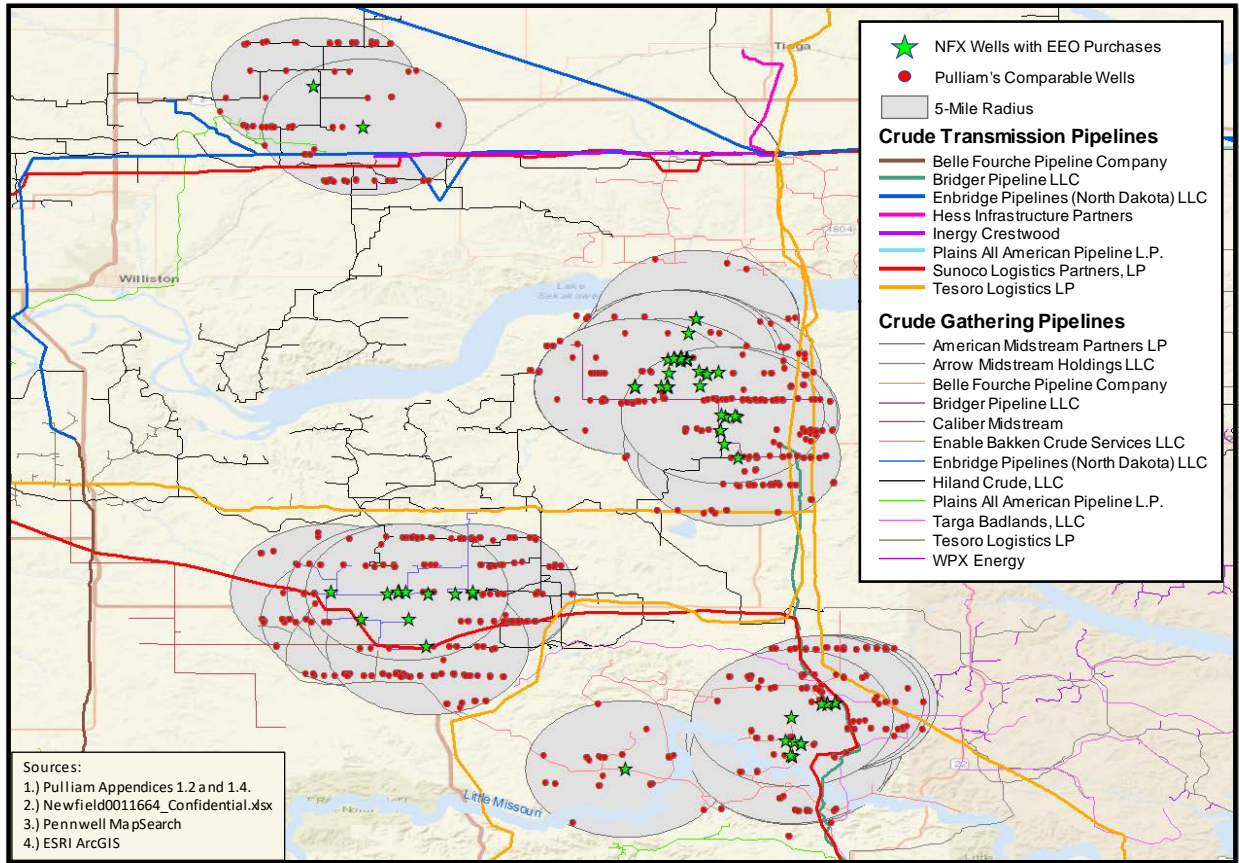 Tioga
2
1804
Williston
Lake
Sakakawea
22
Little Missouri
NFX Wells with EEO Purchases
Pulliam's Comparable Wells
5-Mile Radius
Crude Transmission Pipelines
Belle Fourche Pipeline Company
Bridger Pipeline LLC
Enbridge Pipelines (North Dakota) LLC
Hess Infrastructure Partners
Inergy Crestwood
Plains All American Pipeline L.P.
Sunoco Logistics Partners, LP
Tesoro Logistics LP
Crude Gathering Pipelines
American Midstream Partners LP
Arrow Midstream Holdings LLC
Belle Fourche Pipeline Company
Bridger Pipeline LLC
Caliber Midstream
Enable Bakken Crude Services LLC
Enbridge Pipelines (North Dakota) LLC
Hiland Crude, LLC
Plains All American Pipeline L.P.
Targa Badlands, LLC
Tesoro Logistics LP
WPX Energy
Sources:
1.) Pulliam Appendices 1.2 and 1.4.
2.) Newfield0011664_Confidential.xlsx
3.) Pennwell MapSearch
4.) ESRI ArcGIS